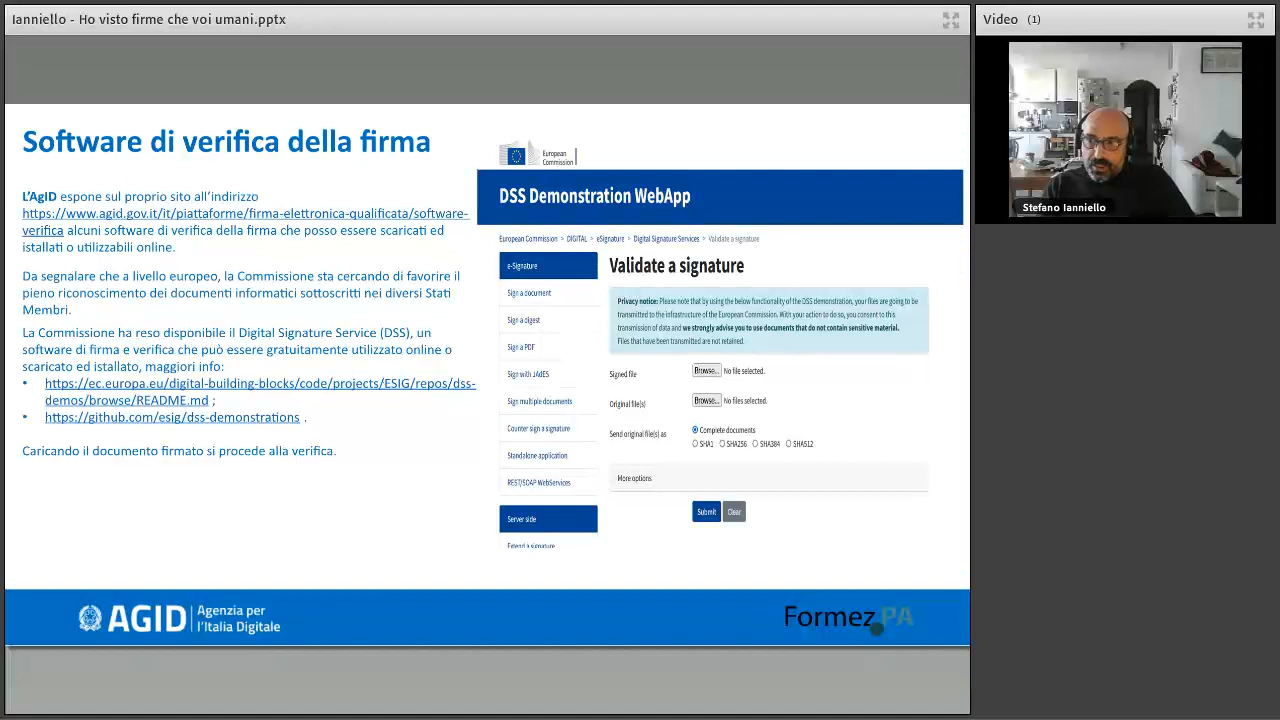 Ianniello - Ho visto firme che voi umani.pptx
Video (1)
Stefano Ianniello
Software di verifica della firma
L'AgID espone sul proprio sito all'indirizzo
https://www.agid.gov.it/it/piattaforme/firma-elettronica-qualificata/software-
verifica alcuni software di verifica della firma che posso essere scaricati ed
istallati o utilizzabili online.
Da segnalare che a livello europeo, la Commissione sta cercando di favorire il
pieno riconoscimento dei documenti informatici sottoscritti nei diversi Stati
Membri.
La Commissione ha reso disponibile il Digital Signature Service (DSS), un
software di firma e verifica che può essere gratuitamente utilizzato online o
scaricato ed istallato, maggiori info:
• https://ec.europa.eu/digital-building-blocks/code/projects/ESIG/repos/dss-
demos/browse/README.md ;
• https://github.com/esig/dss-demonstrations .
Caricando il documento firmato si procede alla verifica.
European
Commission
DSS Demonstration WebApp
European Commission > DIGITAL > eSignature > Digital Signature Services > Validate a signature
e-Signature
Sign a document
Sign a digest
Sign a PDF
Sign with JAdES
Sign multiple documents
Counter sign a signature
Standalone application
REST/SOAP WebServices
Server side
Extend a signature
Validate a signature
Privacy notice: Please note that by using the below functionality of the DSS demonstration, your files are going to be
transmitted to the infrastructure of the European Commission. With your action to do so, you consent to this
transmission of data and we strongly advise you to use documents that do not contain sensitive material.
Files that have been transmitted are not retained.
Signed file Browse... No file selected.
Original file(s) Browse... No files selected.
Send original file(s) as Complete documents
SHA1 SHA256 SHA384 SHA512
More options
Submit Clear
AGID Agenzia per
l'Italia Digitale
Formez PA